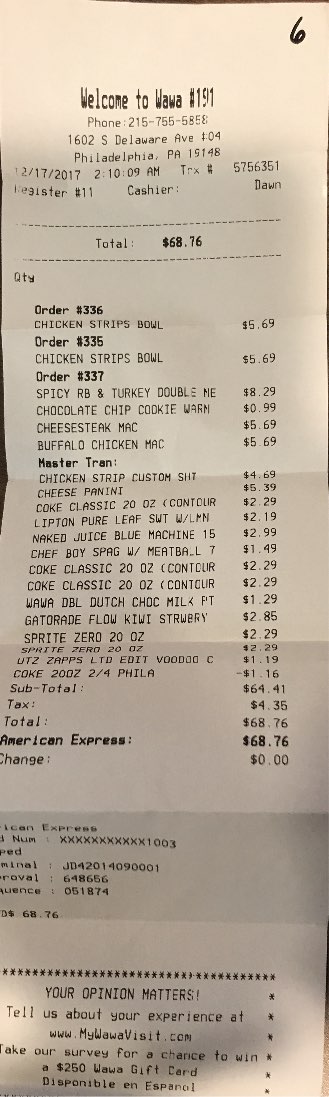 6
Welcome to Wawa #191
Phone:215-755-5858
1602 S Delaware Ave #04
Philadelphia, PA 19148
12/17/2017 2:10:09 AM Trx # 5756351
Register #11 Cashier: Dawn
Total: $68.76
Qty
Order #336
CHICKEN STRIPS BOWL $5.69
Order #335
CHICKEN STRIPS BOWL $5.69
Order #337
SPICY RB & TURKEY DOUBLE ME $8.29
CHOCOLATE CHIP COOKIE WARM $0.99
CHEESESTEAK MAC $5.69
BUFFALO CHICKEN MAC $5.69
Master Tran:
CHICKEN STRIP CUSTOM SHT $4.69
CHEESE PANINI $5.39
COKE CLASSIC 20 OZ (CONTOUR $2.29
LIPTON PURE LEAF SWT W/LMN $2.19
NAKED JUICE BLUE MACHINE 15 $2.99
CHEF BOY SPAG W/ MEATBALL 7 $1.49
COKE CLASSIC 20 OZ (CONTOUR $2.29
COKE CLASSIC 20 OZ (CONTOUR $2.29
WAWA DBL DUTCH CHOC MILK PT $1.29
GATORADE FLOW KIWI STRWBRY $2.85
SPRITE ZERO 20 OZ $2.29
SPRITE ZERO 20 OZ $2.29
UTZ ZAPPS LTD EDIT VOODOO C $1.19
COKE 20OZ 2/4 PHILA -$1.16
Sub-Total: $64.41
Tax: $4.35
Total: $68.76
American Express: $68.76
Change: $0.00
ican Express
d Num : XXXXXXXXXXX1003
ped
minal : JD42014090001
roval : 648656
quence : 051874
D$ 68.76
*******************************
YOUR OPINION MATTERS! *
Tell us about your experience at *
www.MyWawaVisit.com *
Take our survey for a chance to win *
a $250 Wawa Gift Card *
Disponible en Espanol *